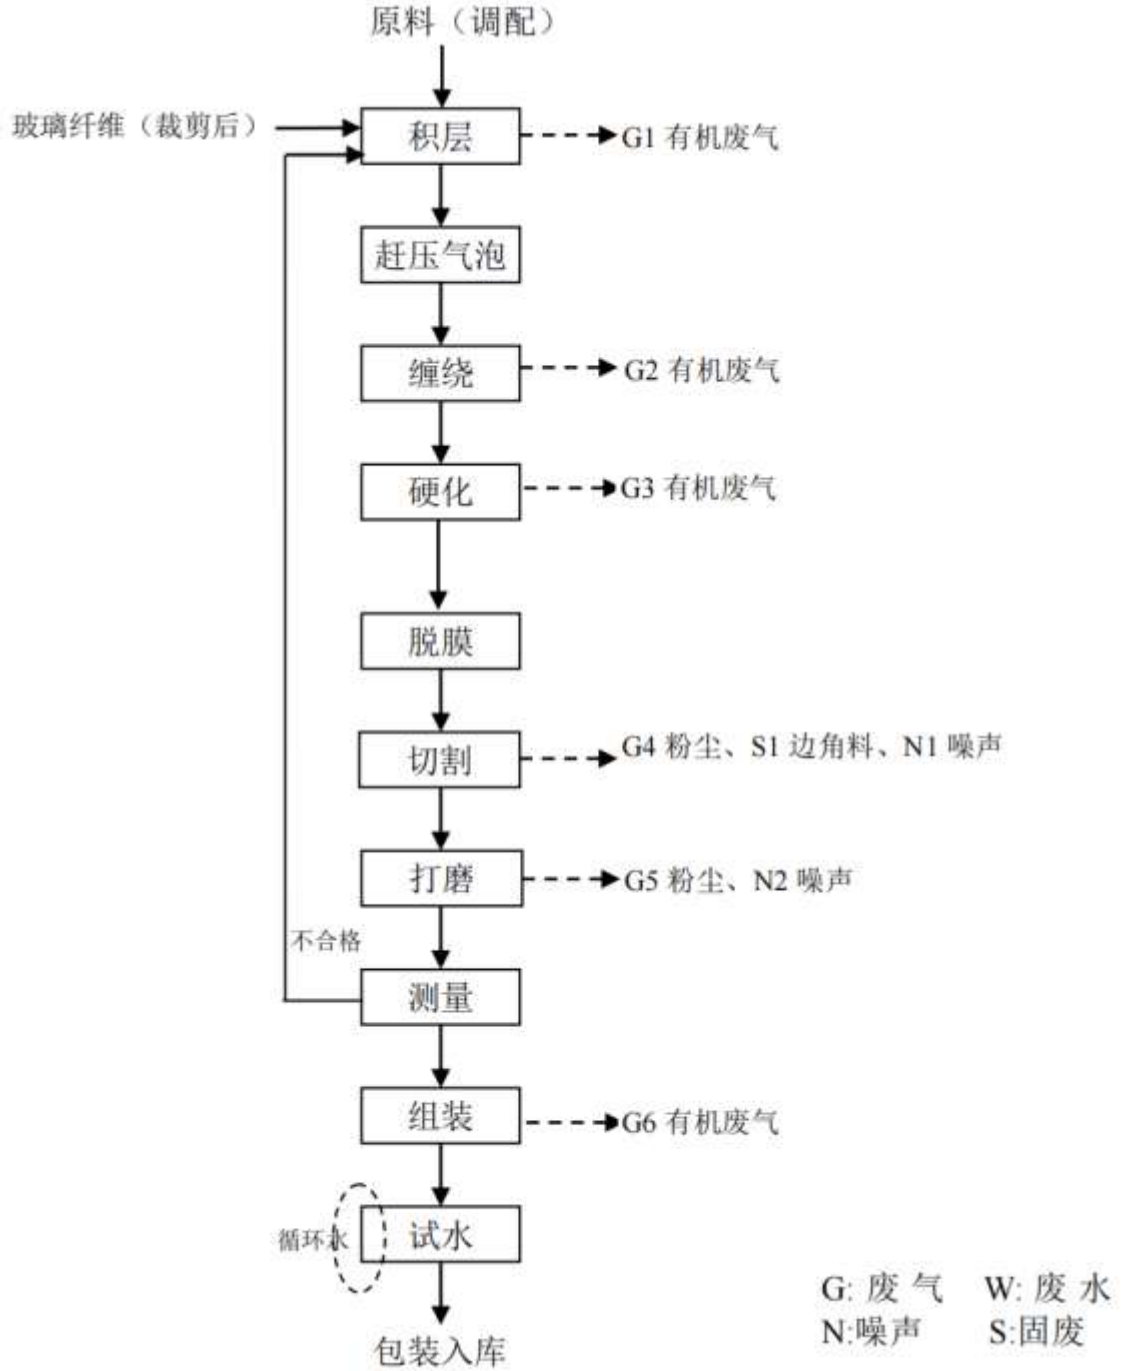 原料（调配）
玻璃纤维（裁剪后）
积层
G1 有机废气
赶压气泡
缠绕
G2 有机废气
硬化
G3 有机废气
脱膜
切割
G4 粉尘、S1 边角料、N1 噪声
打磨
G5 粉尘、N2 噪声
不合格
测量
组装
G6 有机废气
循环水
试水
包装入库
G: 废 气 W: 废 水
N:噪声 S:固废